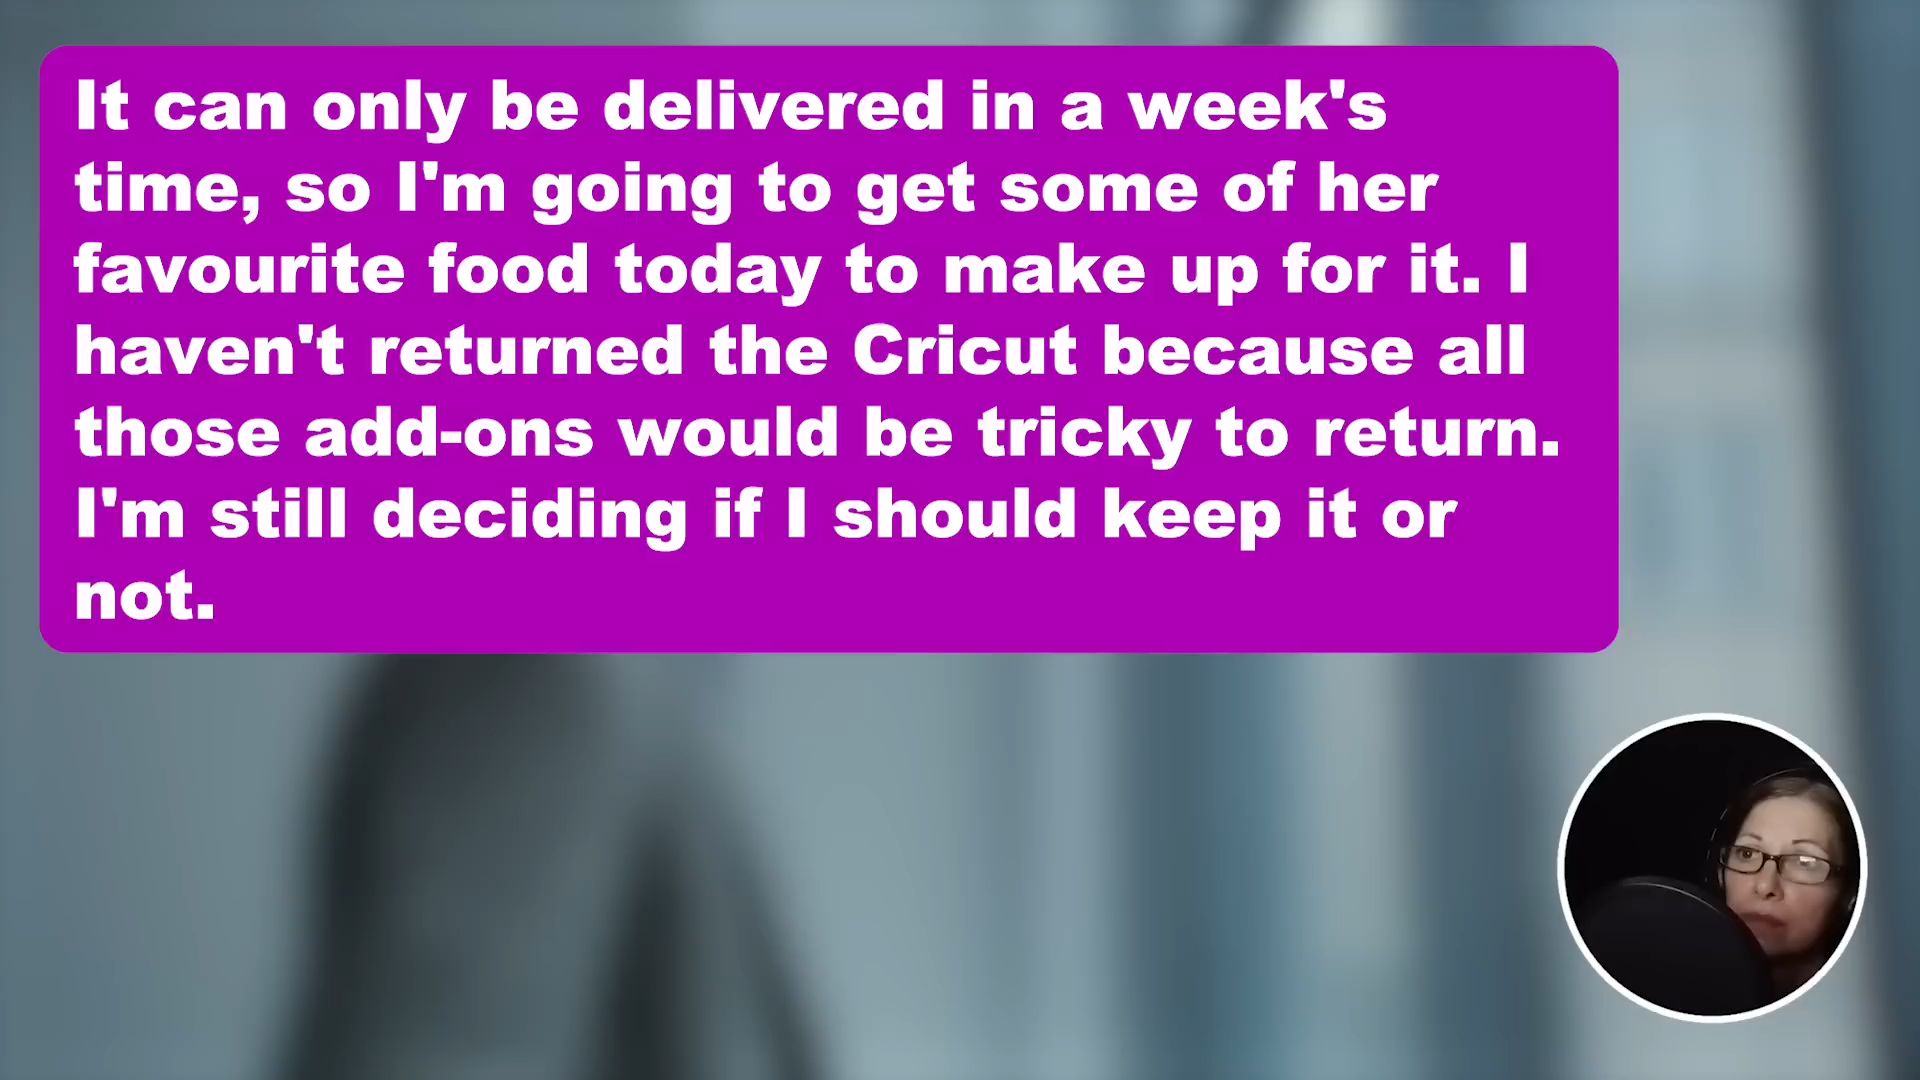 It can only be delivered in a week's
time, so I'm going to get some of her
favourite food today to make up for it. I
haven't returned the Cricut because all
those add-ons would be tricky to return.
I'm still deciding if I should keep it or
not.